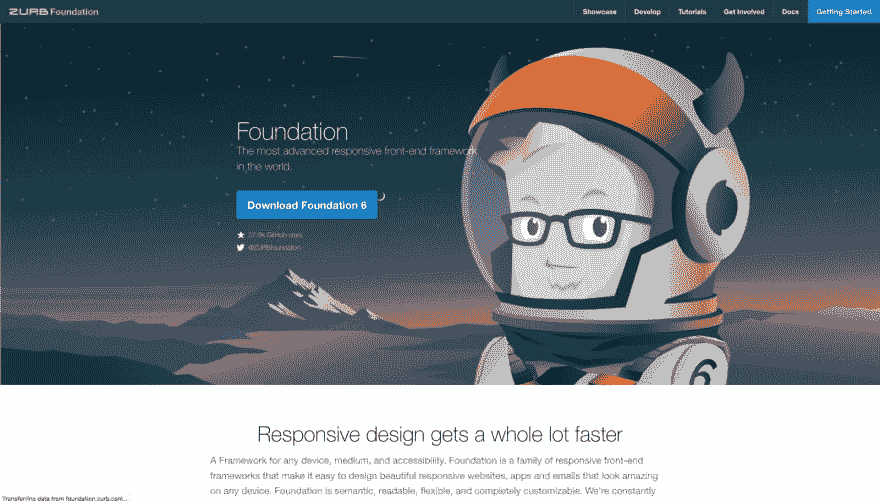 ZURB Foundation
Showcase
Develop
Tutorials
Get Involved
Docs
Getting Started
Foundation
The most advanced responsive front-end framework
in the world.
Download Foundation 6
27.9k GitHub stars
@ZURBfoundation
6
Responsive design gets a whole lot faster
A Framework for any device, medium, and accessibility. Foundation is a family of responsive front-end
frameworks that make it easy to design beautiful responsive websites, apps and emails that look amazing
on any device. Foundation is semantic, readable, flexible, and completely customizable. We're constantly
Transferring data from foundation.zurb.com...